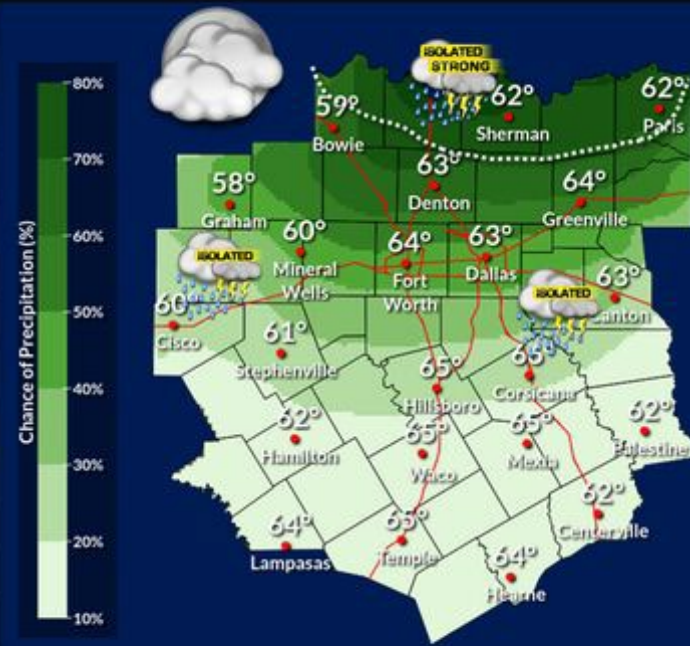 Chance of Precipitation (%)
80%
70%
60%
50%
40%
30%
20%
10%
ISOLATED
STRONG
59°
Bowie
62°
Sherman
62°
Paris
63°
Denton
58°
Graham
64°
Greenville
60°
Mineral
Wells
64°
Fort
Worth
63°
Dallas
ISOLATED
60
Cisco
ISOLATED
63°
Canton
61°
Stephenville
65°
Hillsboro
Corsicana
62°
Hamilton
65°
Waco
65°
Mexia
62°
Palestine
62°
Centerville
64°
Lampasas
65°
Temple
64°
Hearne